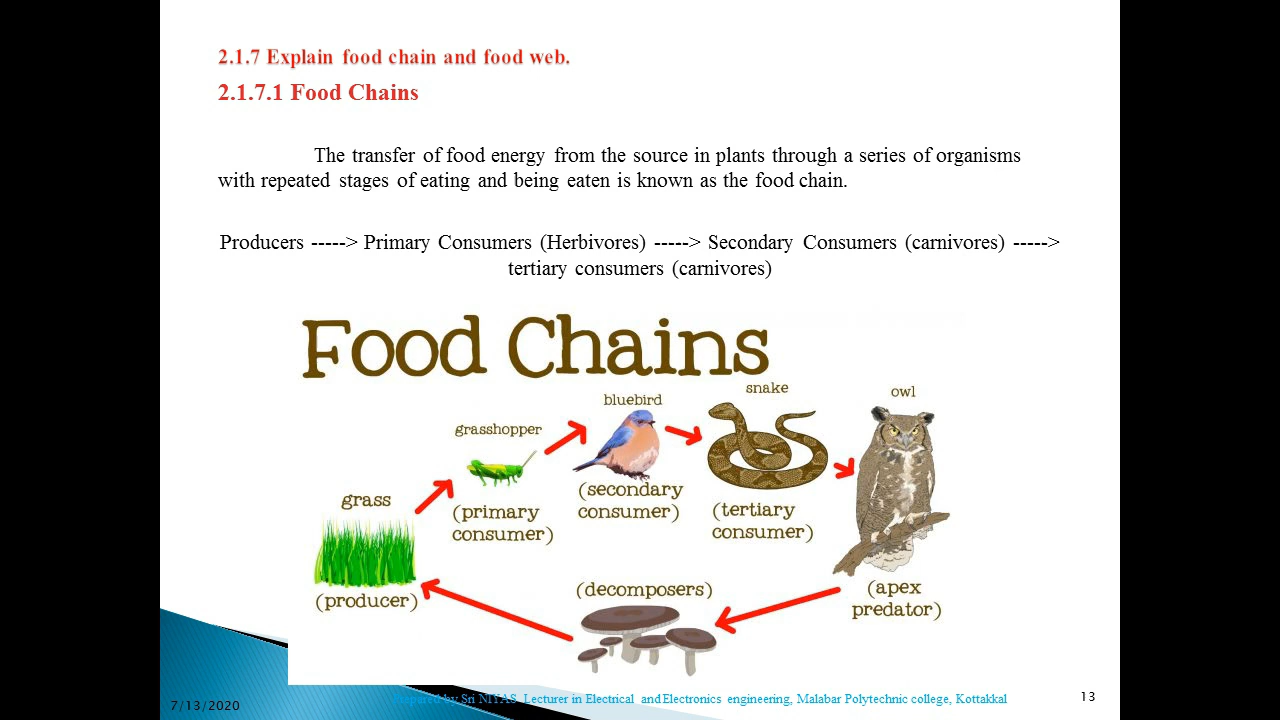 2.1.7 Explain food chain and food web.
2.1.7.1 Food Chains
The transfer of food energy from the source in plants through a series of organisms
with repeated stages of eating and being eaten is known as the food chain.
Producers -----> Primary Consumers (Herbivores) -----> Secondary Consumers (carnivores) ----->
tertiary consumers (carnivores)
Food Chains
grass
(producer)
grasshopper
(primary
consumer)
bluebird
(secondary
consumer)
snake
(tertiary
consumer)
owl
(apex
predator)
(decomposers)
7/13/2020
by Sri NIYAS Lecturer in Electrical and Electronics engineering, Malabar Polytechnic college, Kottakkal
13